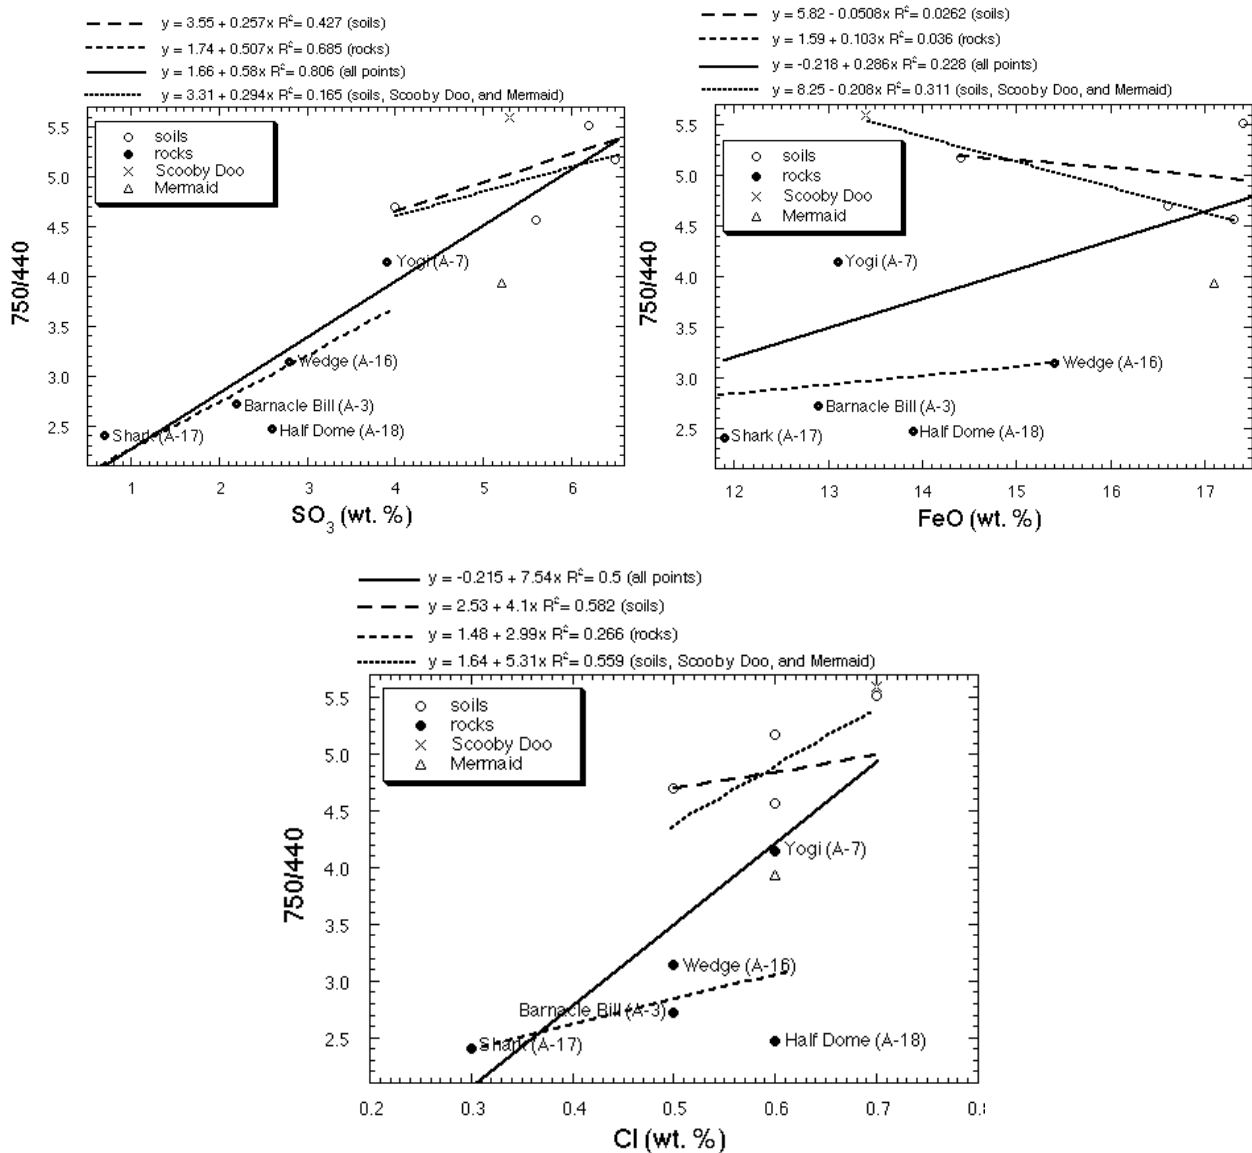 y = 3.55 + 0.257x R²= 0.427 (soils)
y = 1.74 + 0.507x R²= 0.685 (rocks)
y = 1.66 + 0.58x R²= 0.806 (all points)
y = 3.31 + 0.294x R²= 0.165 (soils, Scooby Doo, and Mermaid)
soils
rocks
Scooby Doo
Mermaid
5.5
5.0
4.5
4.0
3.5
3.0
2.5
750/440
Yogi (A-7)
Wedge (A-16)
Barnacle Bill (A-3)
Shark (A-17)
Half Dome (A-18)
1 2 3 4 5 6
SO₃ (wt. %)
y = 5.82 - 0.0508x R²= 0.0262 (soils)
y = 1.59 + 0.103x R²= 0.036 (rocks)
y = -0.218 + 0.286x R²= 0.228 (all points)
y = 8.25 - 0.208x R²= 0.311 (soils, Scooby Doo, and Mermaid)
soils
rocks
Scooby Doo
Mermaid
5.5
5.0
4.5
4.0
3.5
3.0
2.5
750/440
Yogi (A-7)
Wedge (A-16)
Barnacle Bill (A-3)
Shark (A-17)
Half Dome (A-18)
12 13 14 15 16 17
FeO (wt. %)
y = -0.215 + 7.54x R²= 0.5 (all points)
y = 2.53 + 4.1x R²= 0.582 (soils)
y = 1.48 + 2.99x R²= 0.266 (rocks)
y = 1.64 + 5.31x R²= 0.559 (soils, Scooby Doo, and Mermaid)
soils
rocks
Scooby Doo
Mermaid
5.5
5.0
4.5
4.0
3.5
3.0
2.5
750/440
Yogi (A-7)
Wedge (A-16)
Barnacle Bill (A-3)
Shark (A-17)
Half Dome (A-18)
0.2 0.3 0.4 0.5 0.6 0.7
Cl (wt. %)